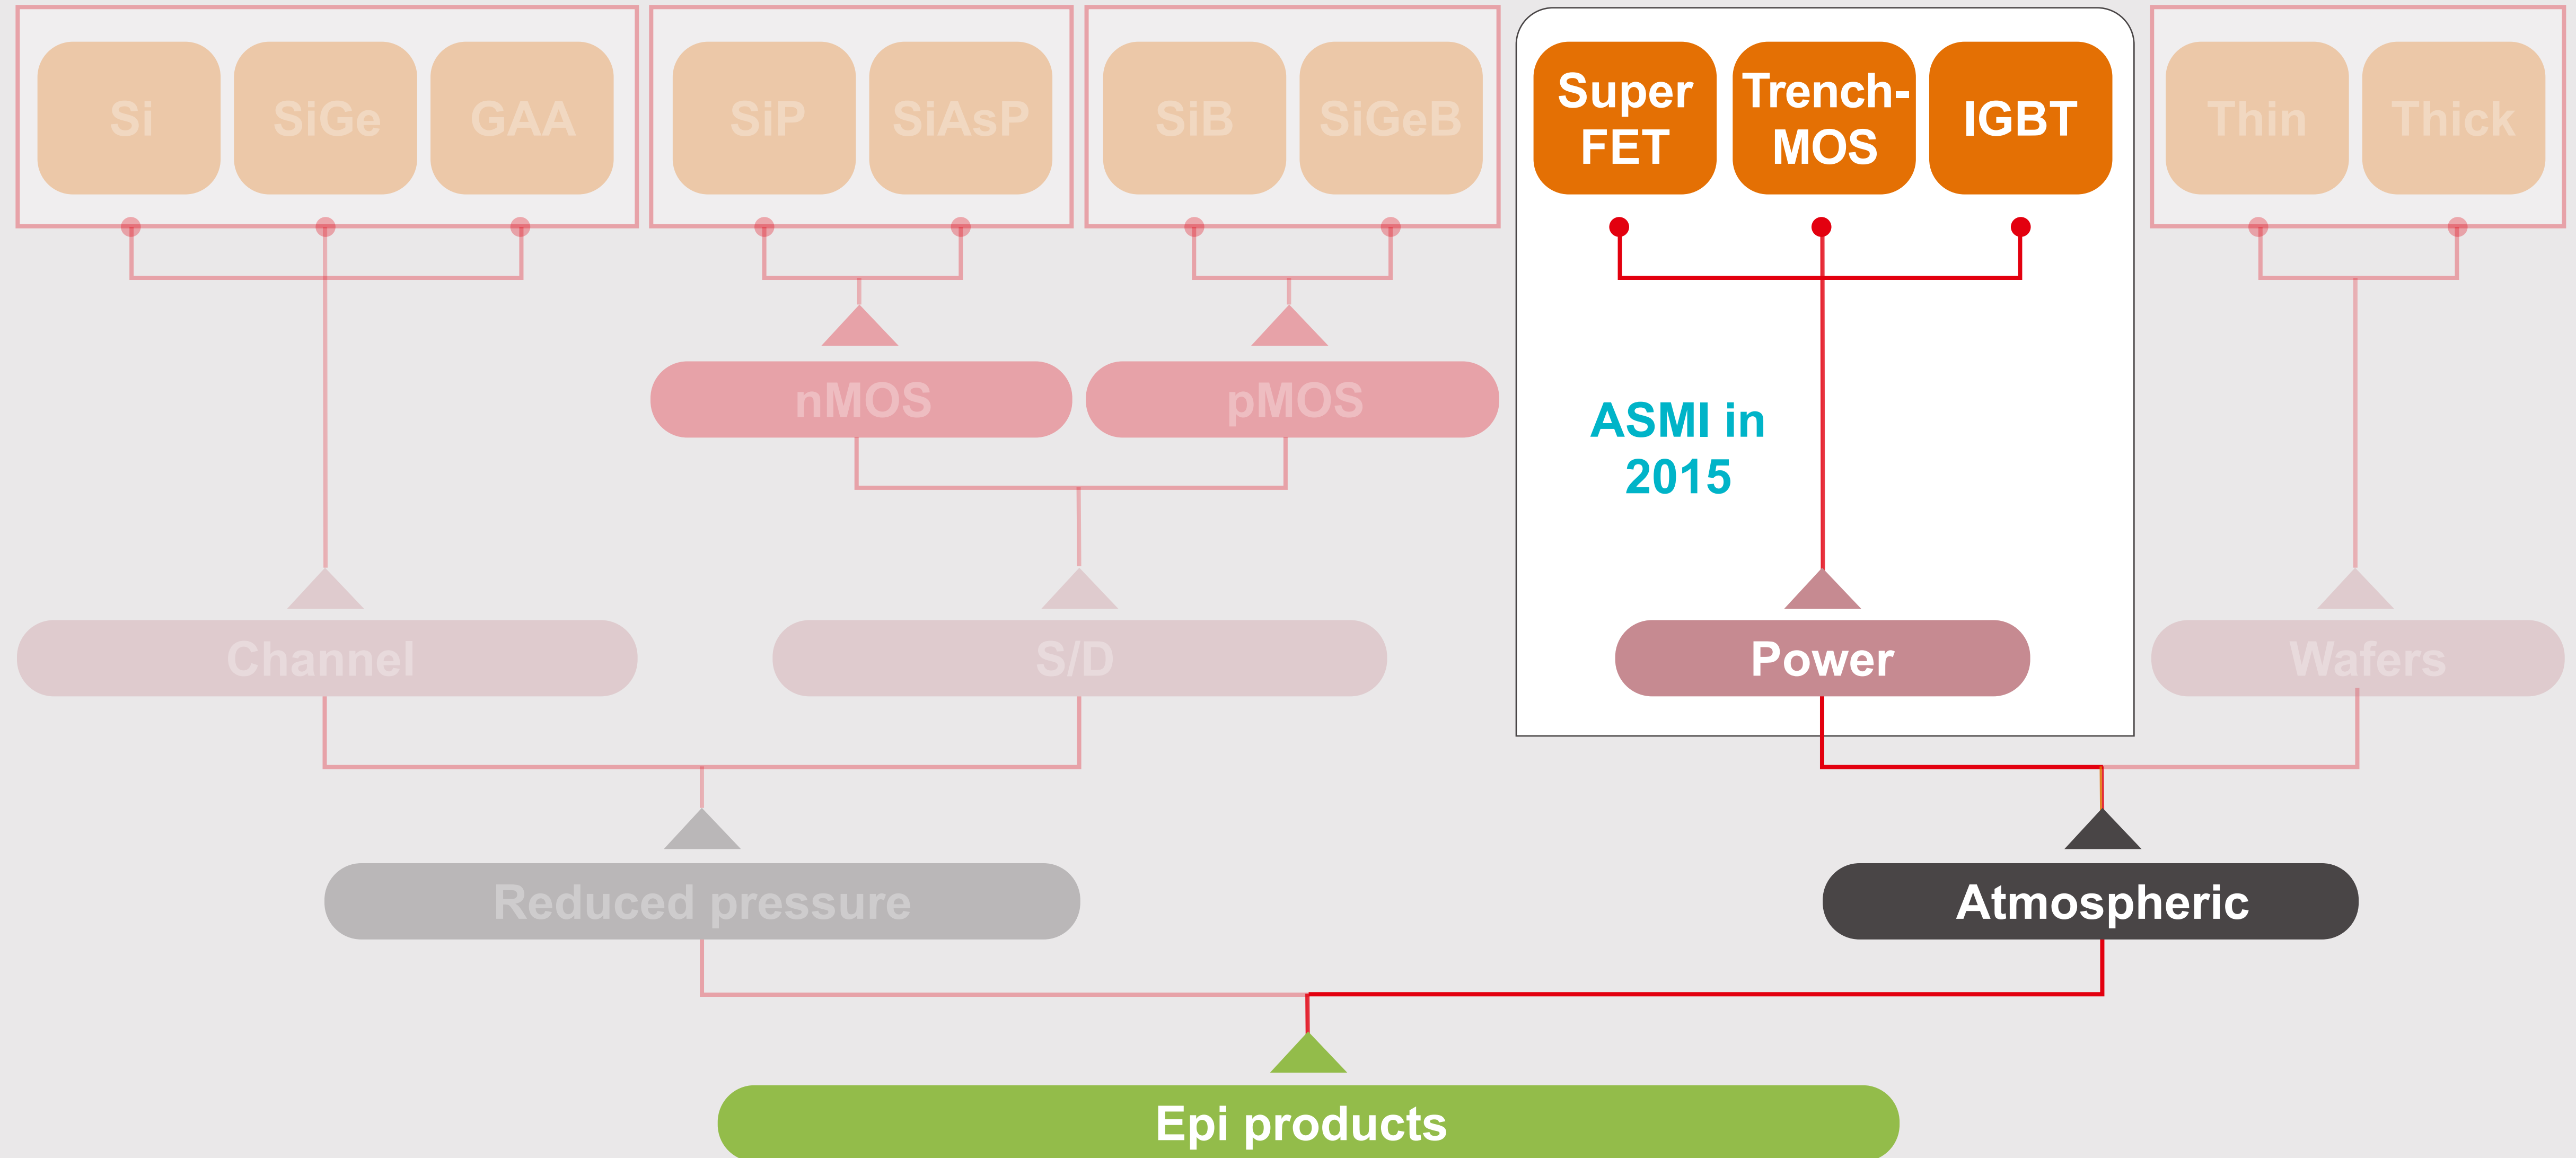 Si
SiGe
GAA
SiP
SiAsP
SiB
SiGeB
Super
FET
Trench-
MOS
IGBT
Thin
Thick
nMOS
pMOS
ASMI in
2015
Channel
S/D
Power
Wafers
Reduced pressure
Atmospheric
Epi products